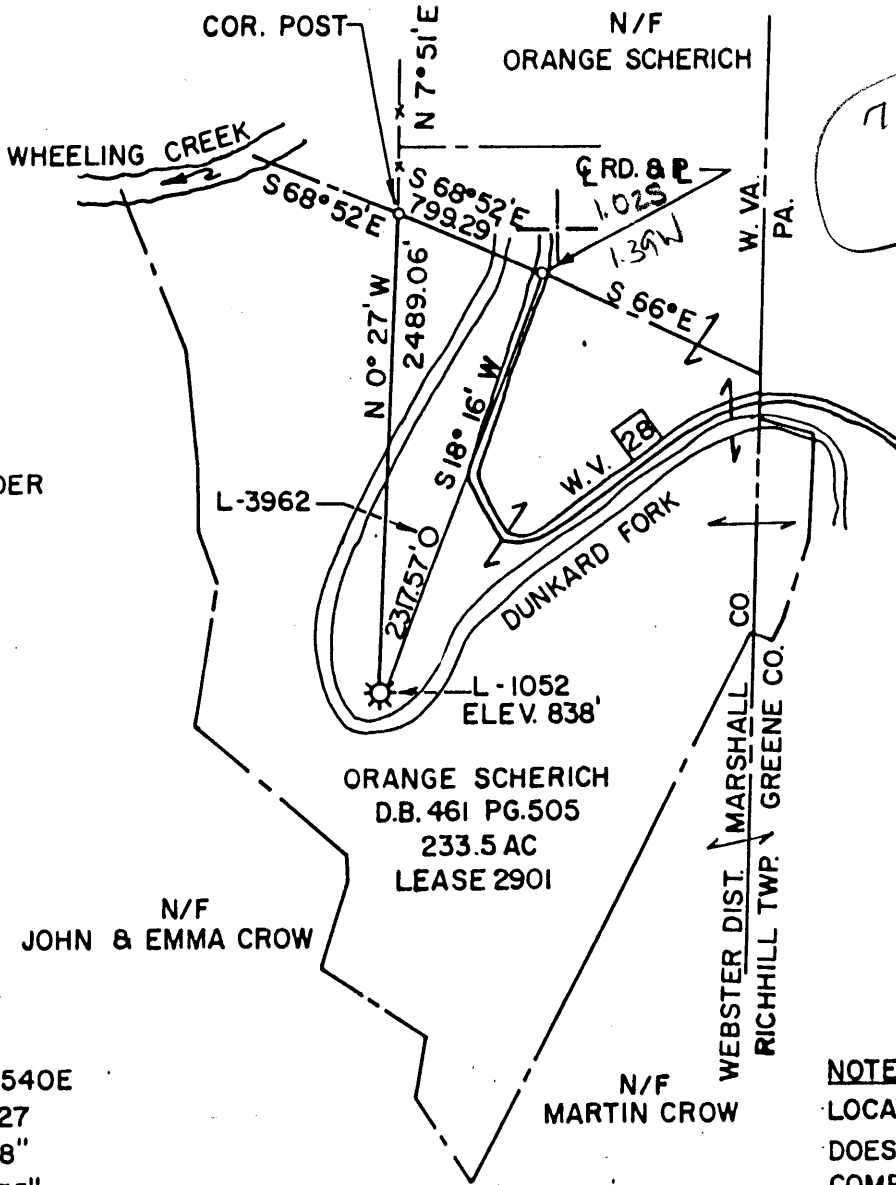 COR. POST
N 7° 51' E
N/F
ORANGE SCHERICH
WHEELING CREEK
S 68° 52' E
S 68° 52' E
799.29
℄ RD. & ℙL
1.02S
1.39W
W. VA.
PA.
7
S 66° E
N 0° 27' W
2489.06'
S 18° 16' W
2317.57'
W. V. 28
DER
L-3962
DUNKARD FORK
L-1052
ELEV. 838'
ORANGE SCHERICH
D.B. 461 PG. 505
233.5 AC
LEASE 2901
N/F
JOHN & EMMA CROW
WEBSTER DIST. MARSHALL CO
RICHHILL TWP. GREENE CO.
N/F
MARTIN CROW
540E
27
8"
NOTE
LOCA
DOES